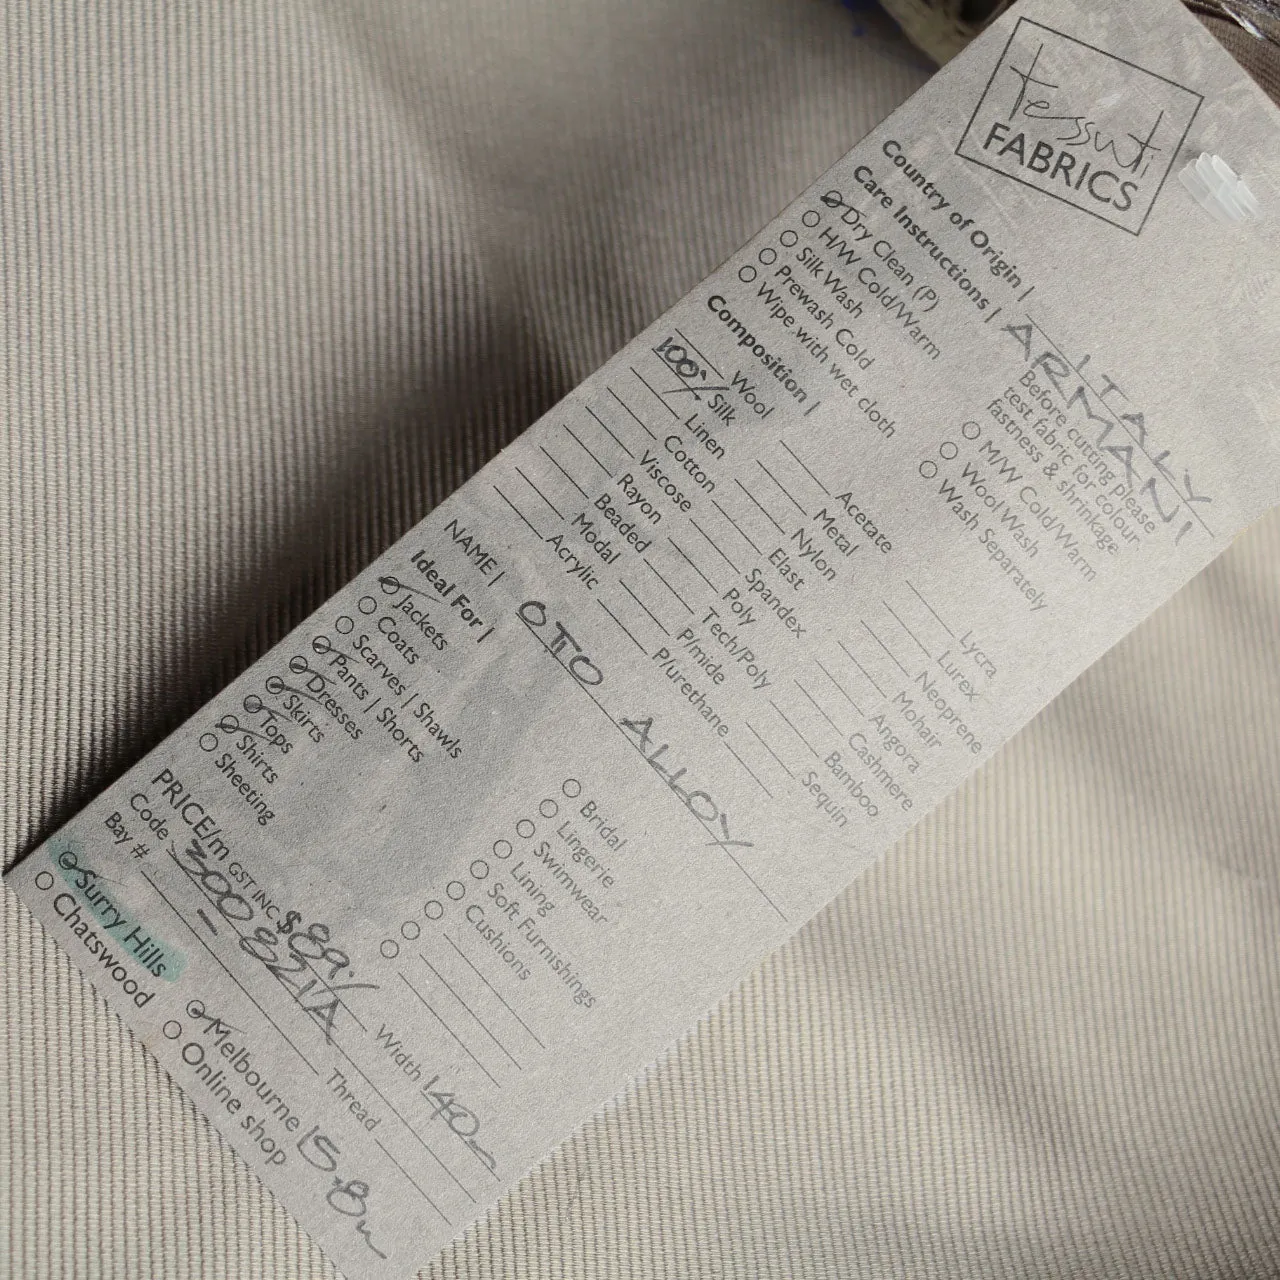 tessuti
FABRICS
Country of Origin | ITALY
Care Instructions | ARMANI
Dry Clean (P)
H/W Cold/Warm
Silk Wash
Prewash Cold
Wipe with wet cloth
Before cutting please
test fabric for colour
fastness & shrinkage
M/W Cold/Warm
Wool Wash
Wash Separately
Composition |
Wool
100% Silk
Linen
Cotton
Viscose
Rayon
Beaded
Modal
Acrylic
Acetate
Metal
Nylon
Elast
Spandex
Poly
Tech/Poly
P/mide
P/urethane
Lycra
Lurex
Neoprene
Mohair
Angora
Cashmere
Bamboo
Sequin
NAME | OTTO ALLOY
Ideal For |
Jackets
Coats
Scarves | Shawls
Pants | Shorts
Dresses
Skirts
Tops
Shirts
Sheeting
Bridal
Lingerie
Swimwear
Lining
Soft Furnishings
Cushions
PRICE/m GST INC $89./ Width 140
Code 300821A
Bay # - Thread
Surry Hills
Chatswood
Melbourne 15.8
Online shop